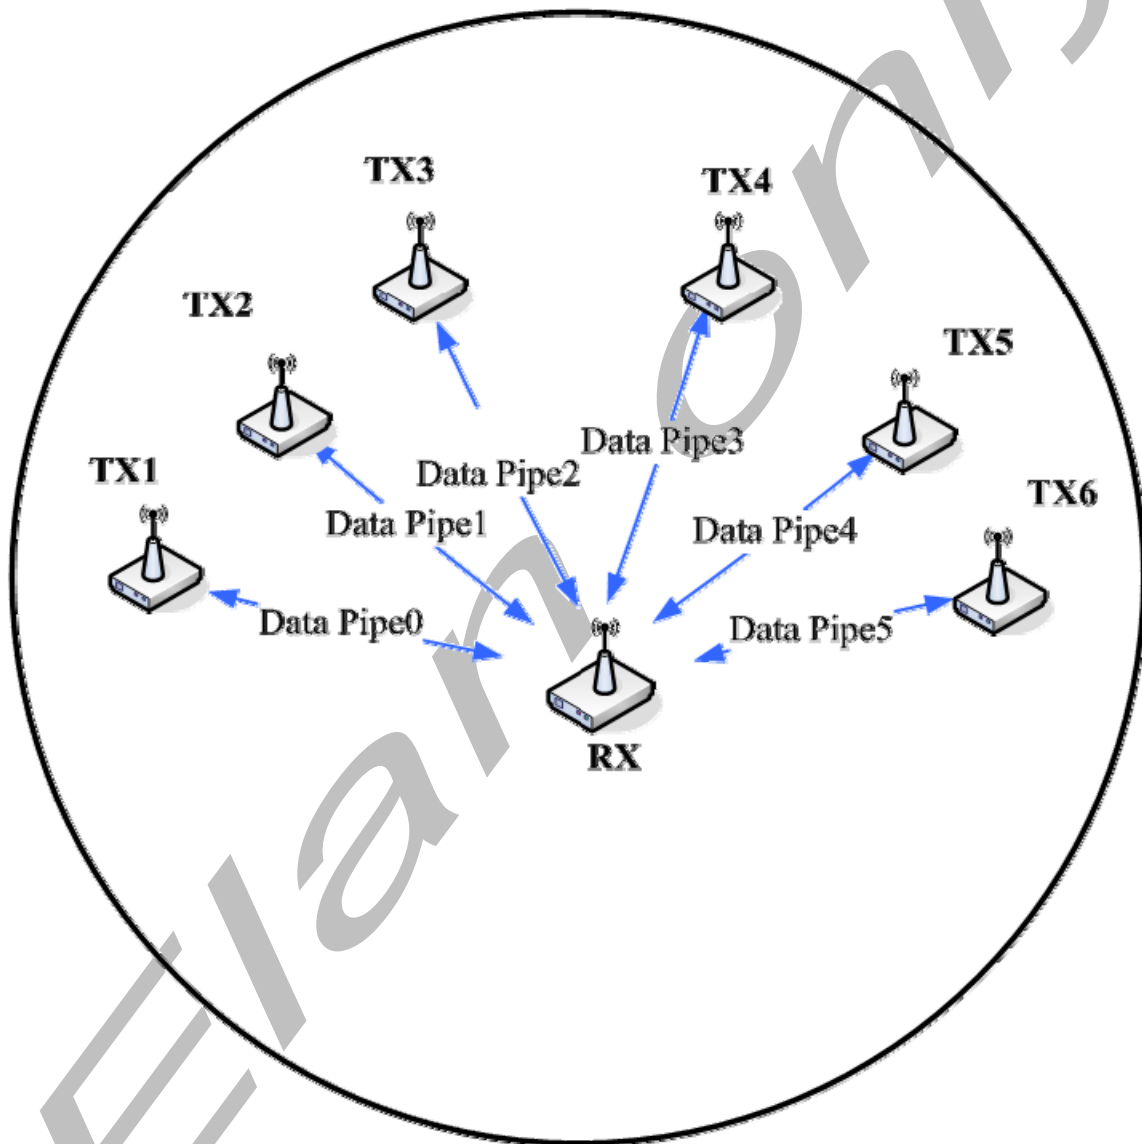 TX3
TX4
TX2
TX5
TX1
TX6
Data Pipe3
Data Pipe2
Data Pipe1
Data Pipe4
Data Pipe0
Data Pipe5
RX
Elan only